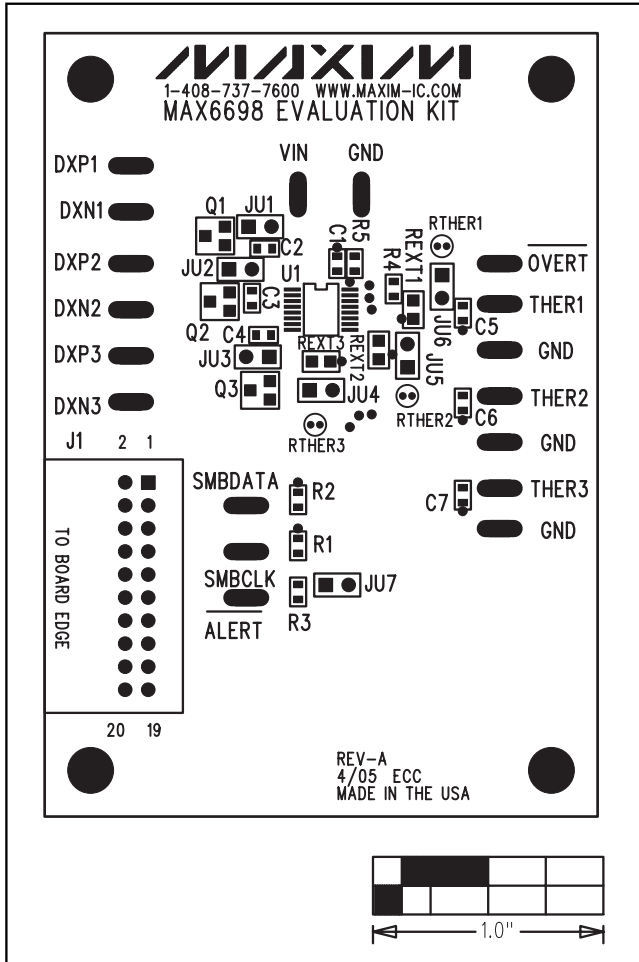 MAXIM
1-408-737-7600 WWW.MAXIM-IC.COM
MAX6698 EVALUATION KIT
VIN GND
DXP1
DXN1
DXP2
DXN2
DXP3
DXN3
Q1 JU1
C2
JU2 U1
C3
Q2 C4
JU3
Q3
C1 R5
R4 REXT1
RTHER1
JU6
C5
REXT3
REXT2
JU5
JU4
RTHER2
RTHER3
C6
C7
OVERT
THER1
GND
THER2
GND
THER3
GND
J1 2 1
TO BOARD EDGE
20 19
SMBDATA
R2
R1
SMBCLK
JU7
ALERT
R3
REV-A
4/05 ECC
MADE IN THE USA
1.0"